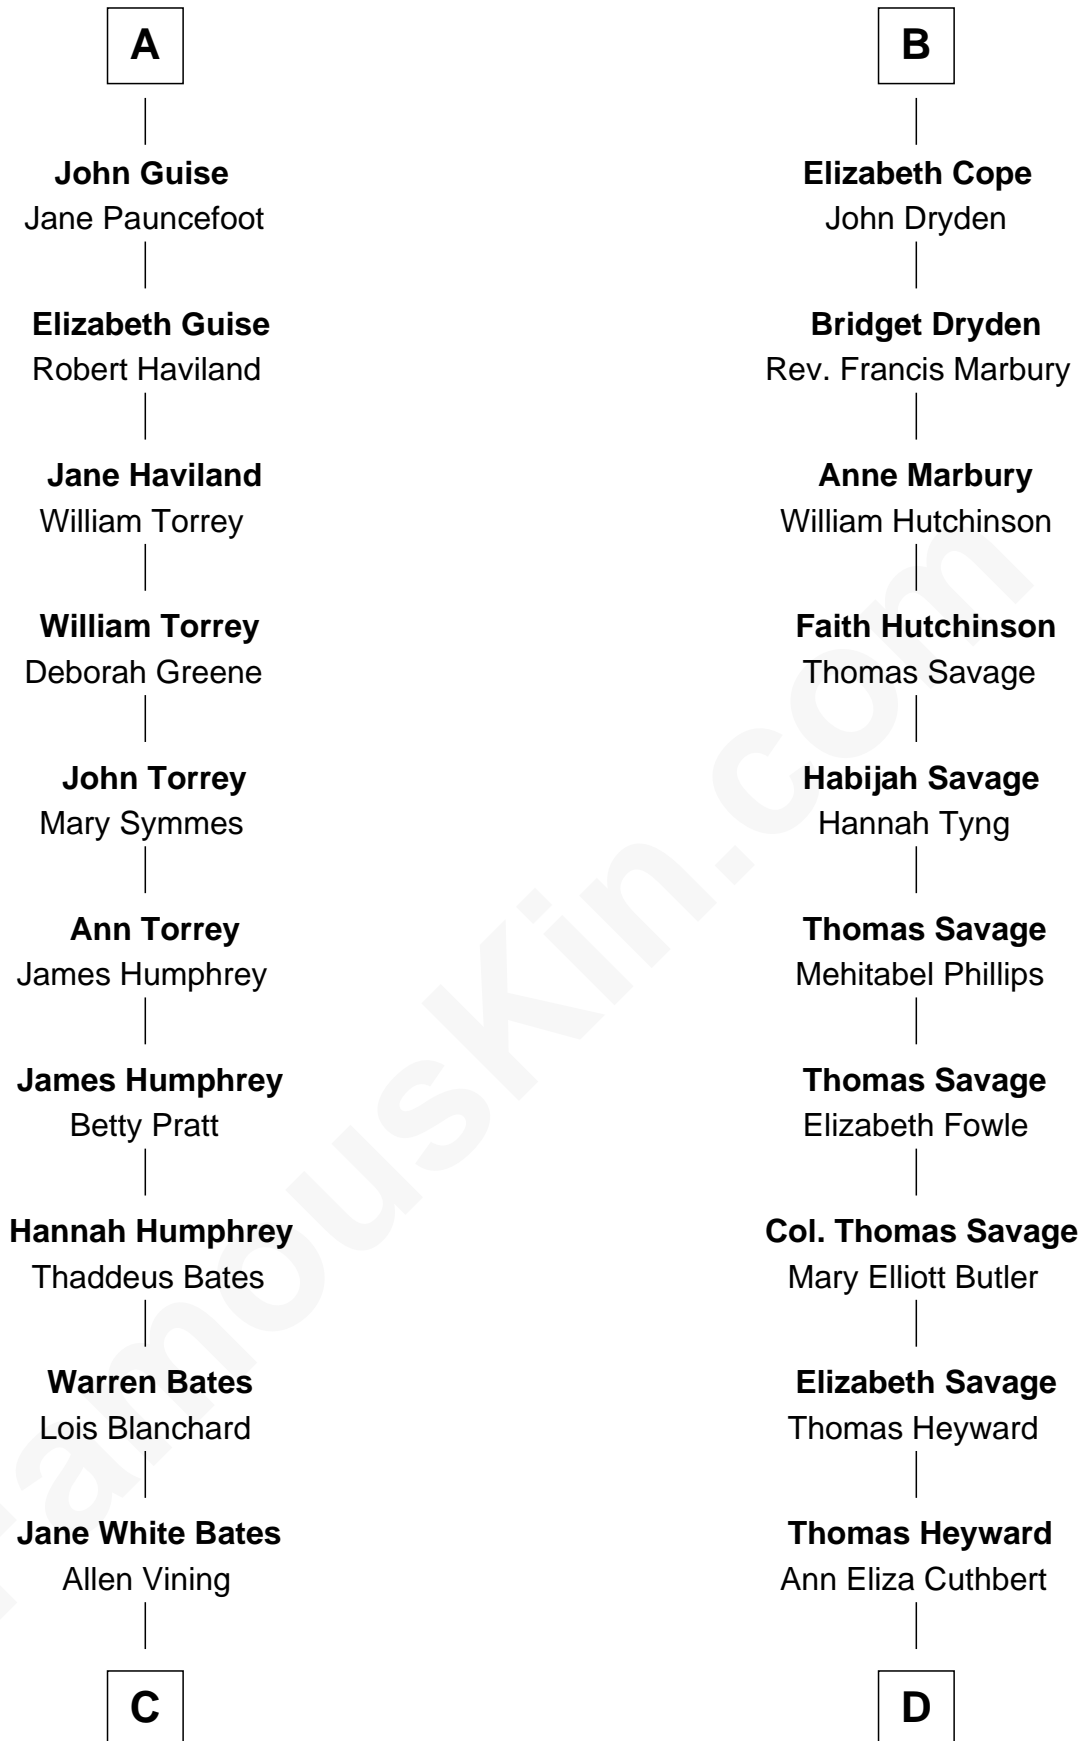 A
John Guise
Jane Pauncefoot
Elizabeth Guise
Robert Haviland
Jane Haviland
William Torrey
William Torrey
Deborah Greene
John Torrey
Mary Symmes
Ann Torrey
James Humphrey
James Humphrey
Betty Pratt
Hannah Humphrey
Thaddeus Bates
Warren Bates
Lois Blanchard
Jane White Bates
Allen Vining
C
B
Elizabeth Cope
John Dryden
Bridget Dryden
Rev. Francis Marbury
Anne Marbury
William Hutchinson
Faith Hutchinson
Thomas Savage
Habijah Savage
Hannah Tyng
Thomas Savage
Mehitabel Phillips
Thomas Savage
Elizabeth Fowle
Col. Thomas Savage
Mary Elliott Butler
Elizabeth Savage
Thomas Heyward
Thomas Heyward
Ann Eliza Cuthbert
D
FamousKin.com